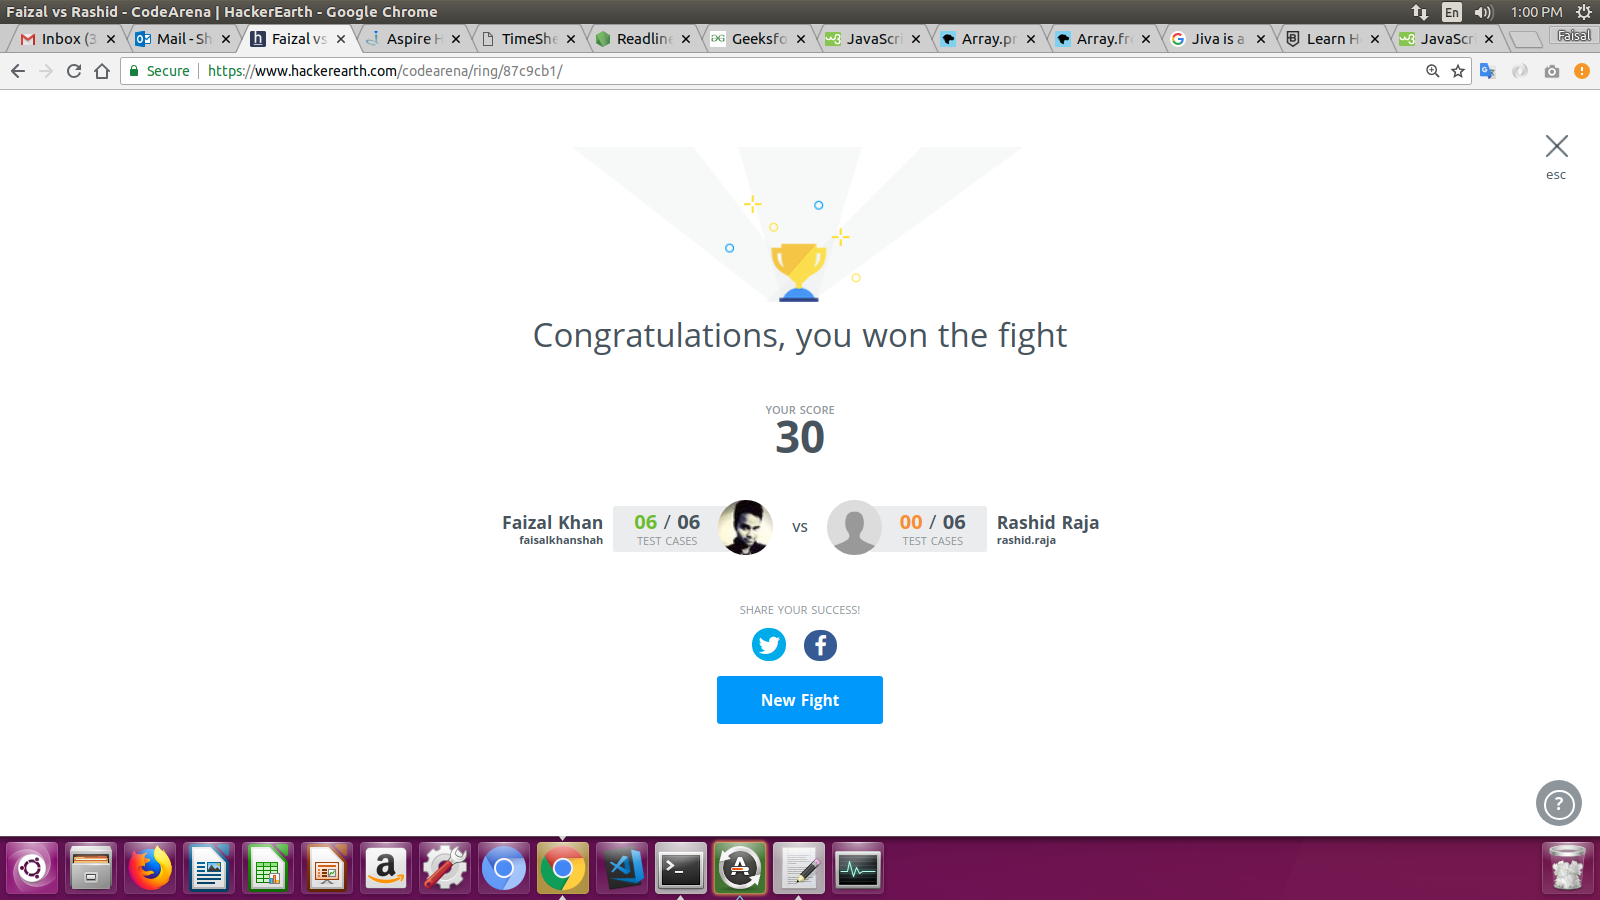 Faizal vs Rashid - CodeArena | HackerEarth - Google Chrome
En 1:00 PM
Inbox (3 Mail - Sh Faizal vs Aspire H TimeShe Readline Geeksfo JavaScri Array.pr Array.fr Jiva is a Learn H JavaScri Faisal
Secure https://www.hackerearth.com/codearena/ring/87c9cb1/
esc
Congratulations, you won the fight
YOUR SCORE
30
Faizal Khan 06 / 06 vs 00 / 06 Rashid Raja
faisalkhanshah TEST CASES TEST CASES rashid.raja
SHARE YOUR SUCCESS!
New Fight
?